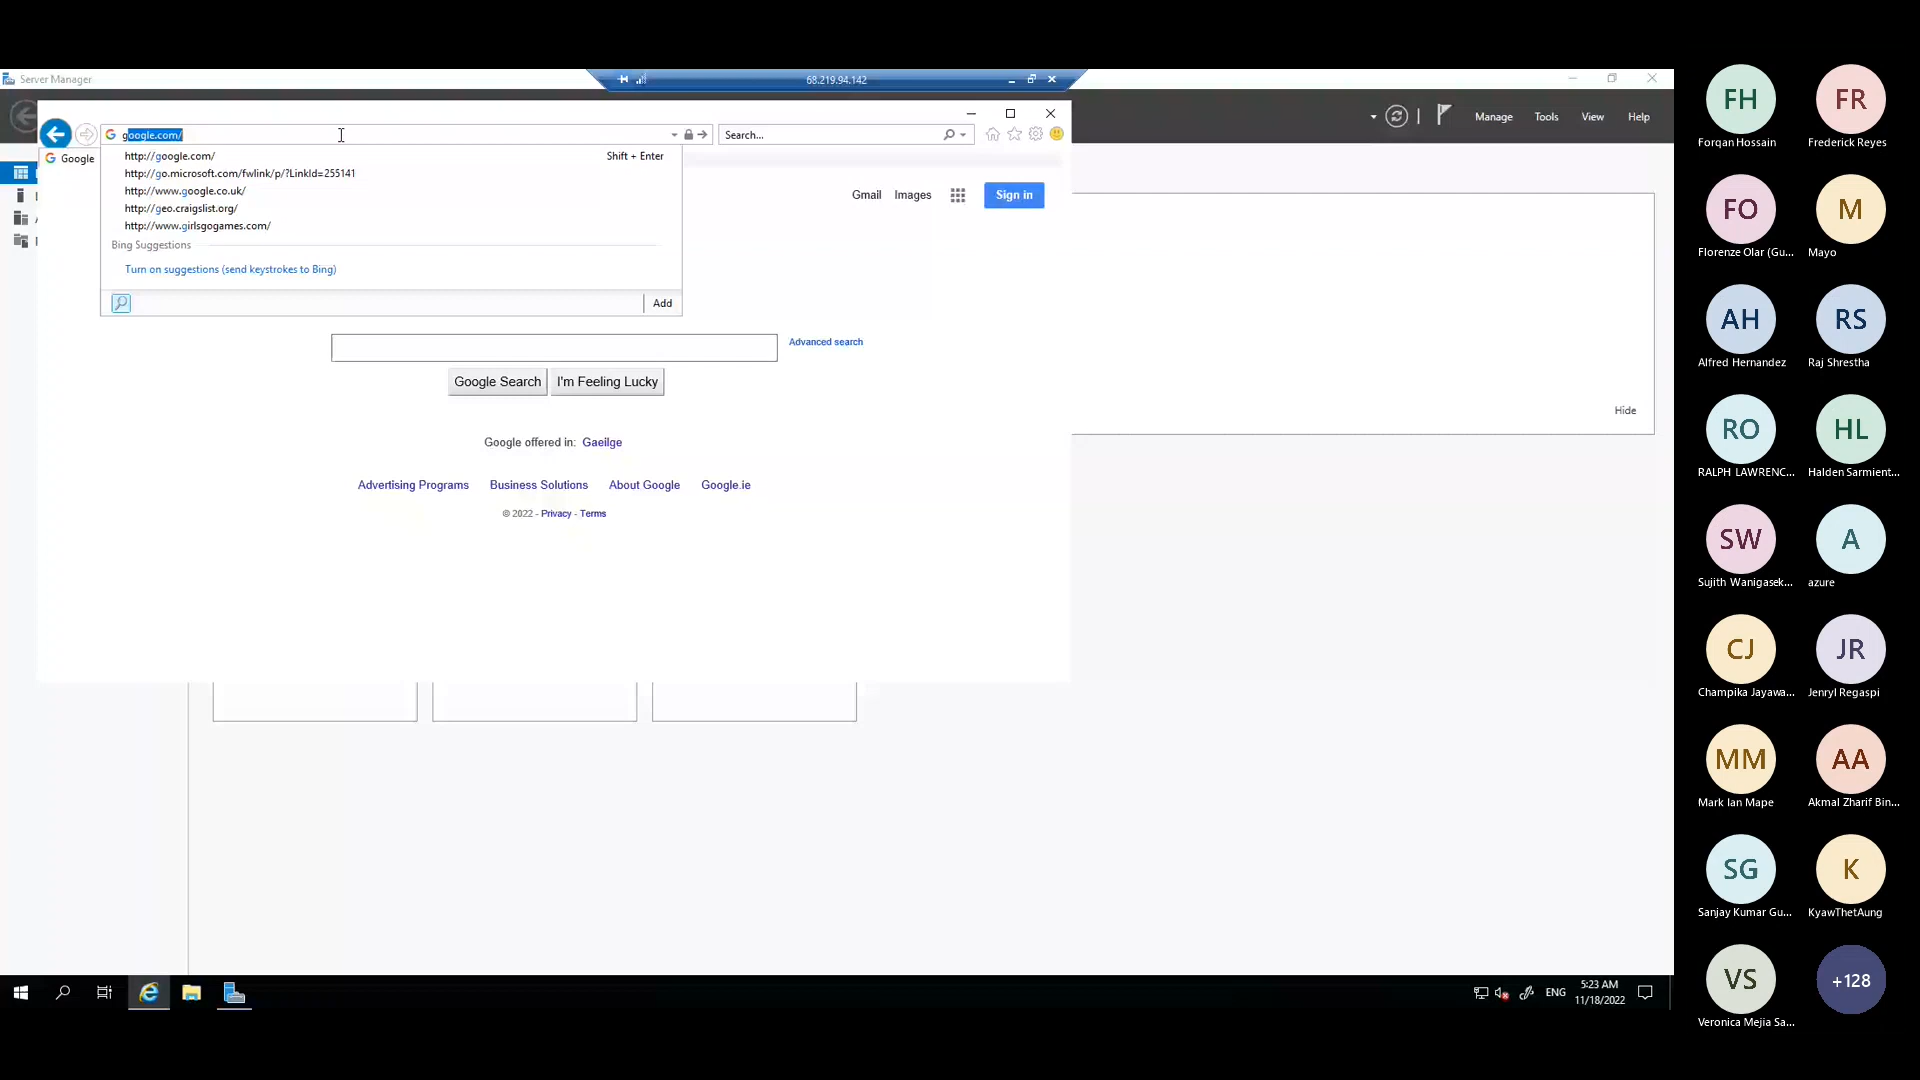 Server Manager
68.219.94.142
Manage
Tools
View
Help
google.com/
Search...
Google
http://google.com/
Shift + Enter
http://go.microsoft.com/fwlink/p/?LinkId=255141
http://www.google.co.uk/
http://geo.craigslist.org/
http://www.girlsgogames.com/
Bing Suggestions
Turn on suggestions (send keystrokes to Bing)
Add
Gmail
Images
Sign in
Advanced search
Google Search
I'm Feeling Lucky
Google offered in: Gaeilge
Advertising Programs
Business Solutions
About Google
Google.ie
© 2022 - Privacy - Terms
Hide
ENG
5:23 AM
11/18/2022
FH
Forqan Hossain
FR
Frederick Reyes
FO
Florenze Olar (Gu...
M
Mayo
AH
Alfred Hernandez
RS
Raj Shrestha
RO
RALPH LAWRENC...
HL
Halden Sarmient...
SW
Sujith Wanigasek...
A
azure
CJ
Champika Jayawa...
JR
Jenryl Regaspi
MM
Mark Ian Mape
AA
Akmal Zharif Bin...
SG
Sanjay Kumar Gu...
K
KyawThetAung
VS
Veronica Mejia Sa...
+128